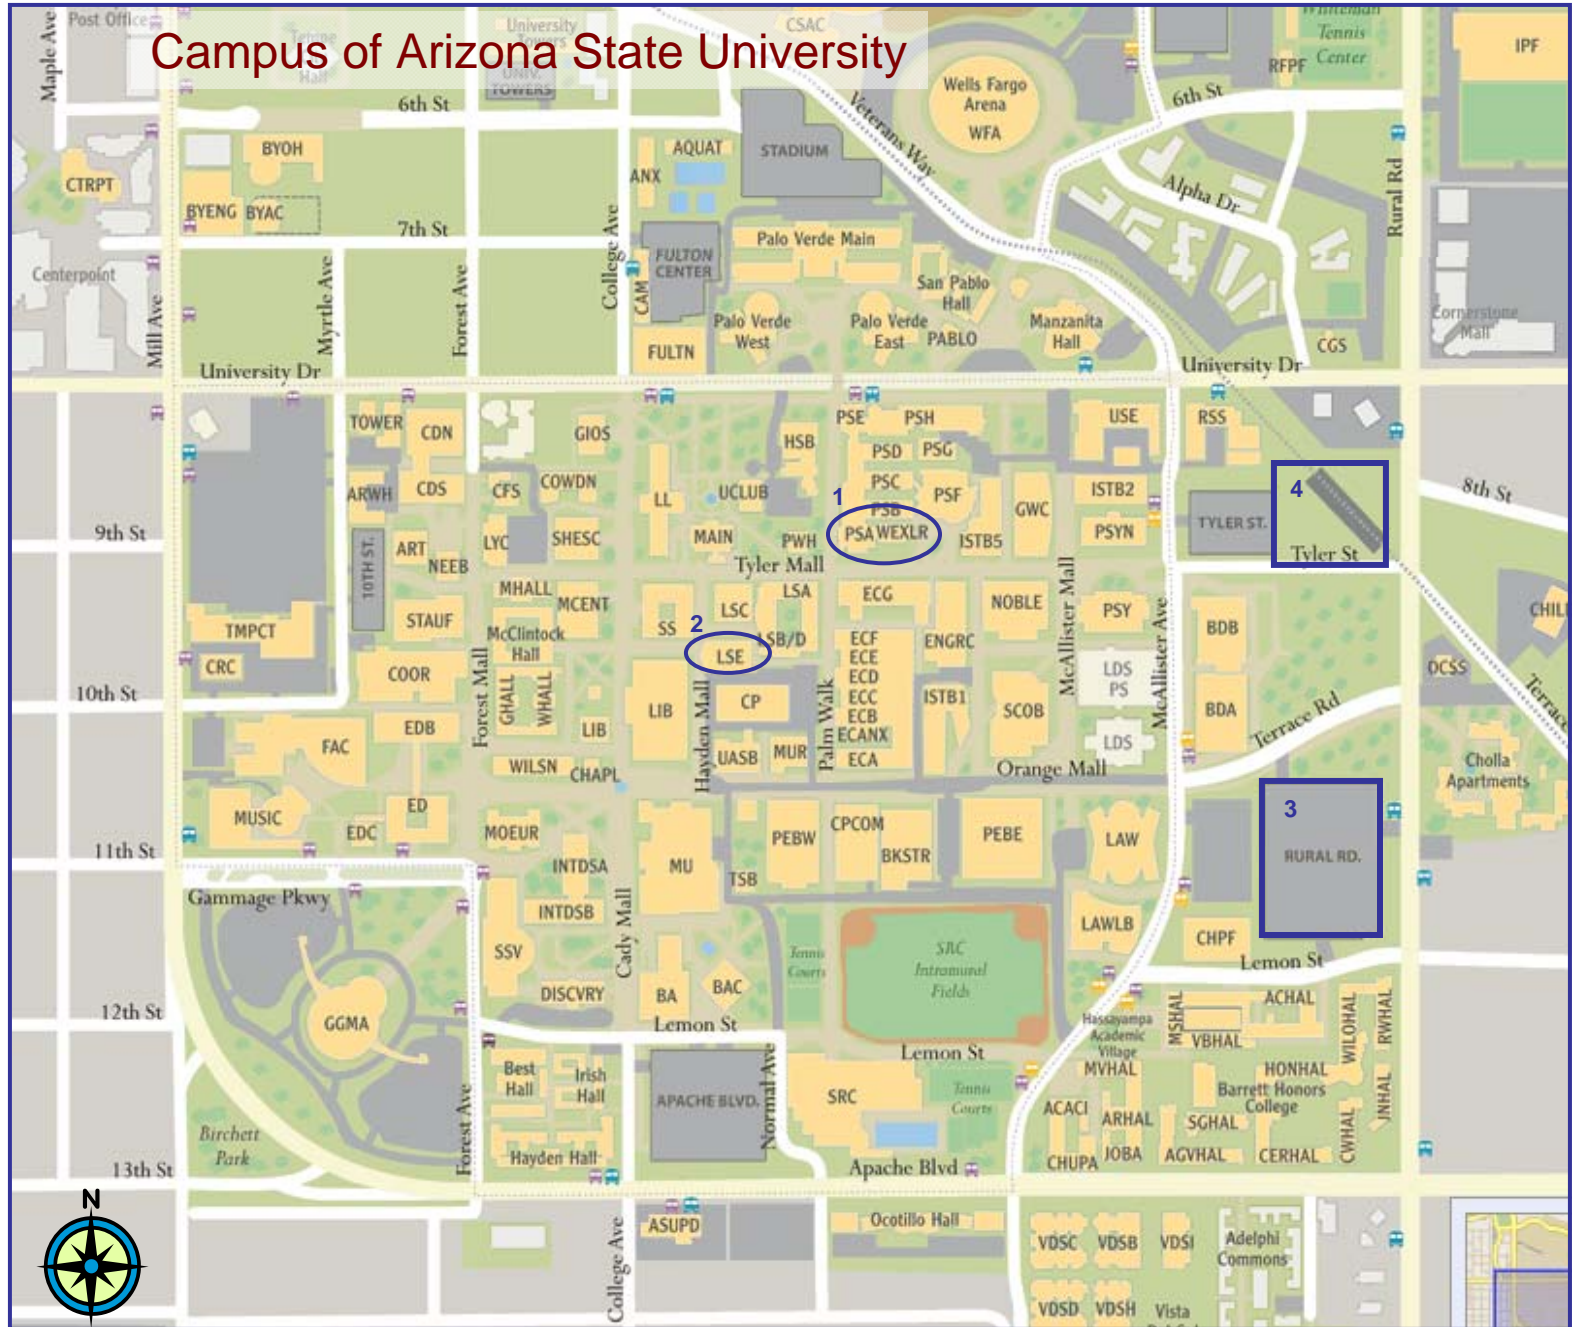 Campus of Arizona State University
Post Office
Maple Ave
University
Towers
UNIV.
TOWERS
Tempe
Hall
CSAC
Whiteman
Tennis
Center
RFPF
IPF
Wells Fargo
Arena
WFA
Veterans Way
6th St
6th St
BYOH
AQUAT
STADIUM
ANX
CTRPT
BYENG
BYAC
Alpha Dr
Rural Rd
7th St
Palo Verde Main
College Ave
FULTON
CENTER
CAM
Centerpoint
Mill Ave
Myrtle Ave
Forest Ave
San Pablo
Hall
Palo Verde
West
Palo Verde
East
PABLO
Manzanita
Hall
Cornerstone
Mall
FULTN
CGS
University Dr
University Dr
TOWER
CDN
GIOS
HSB
PSE
PSH
USE
RSS
PSD
PSG
ARWH
CDS
CFS
COWDN
LL
UCLUB
PSC
PSF
GWC
ISTB2
4
8th St
1
PSB
PSA
WEXLR
ISTB5
PSYN
TYLER ST.
9th St
10TH ST.
ART
NEEB
LYC
SHESC
MAIN
PWH
Tyler Mall
Tyler St
MHALL
MCENT
STAUF
McClintock
Hall
SS
LSC
LSA
LSB/D
2
LSE
ECG
NOBLE
McAllister Mall
PSY
McAllister Ave
BDB
CHIL
TMPCT
CRC
COOR
ECF
ECE
ECD
ECC
ECB
ECANX
ECA
ENGRC
LDS
PS
OCSS
10th St
Forest Mall
GHALL
WHALL
LIB
LIB
Hayden Mall
CP
Palm Walk
ISTB1
SCOB
BDA
Terrace Rd
Terrace
FAC
EDB
LDS
WILSN
CHAPL
UASB
MUR
Orange Mall
Cholla
Apartments
MUSIC
EDC
ED
MOEUR
INTDSA
MU
TSB
PEBW
CPCOM
BKSTR
PEBE
LAW
3
RURAL RD.
11th St
Gammage Pkwy
INTDSB
SSV
Cady Mall
LAWLB
CHPF
Tennis
Courts
SRC
Intramural
Fields
Lemon St
DISCVRY
BA
BAC
12th St
GGMA
Lemon St
Lemon St
Hassayampa
Academic
Village
MSHAL
ACHAL
VBHAL
WILOHAL
RWHAL
Best
Hall
Irish
Hall
APACHE BLVD.
Normal Ave
SRC
Tennis
Courts
MVHAL
HONHAL
Barrett Honors
College
ACACI
ARHAL
SGHAL
JNHAL
Birchett
Park
Forest Ave
Hayden Hall
Apache Blvd
CHUPA
JOBA
AGVHAL
CERHAL
CWHAL
13th St
N
College Ave
ASUPD
Ocotillo Hall
VDSC
VDSB
VDSI
Adelphi
Commons
VDSD
VDSH
Vista